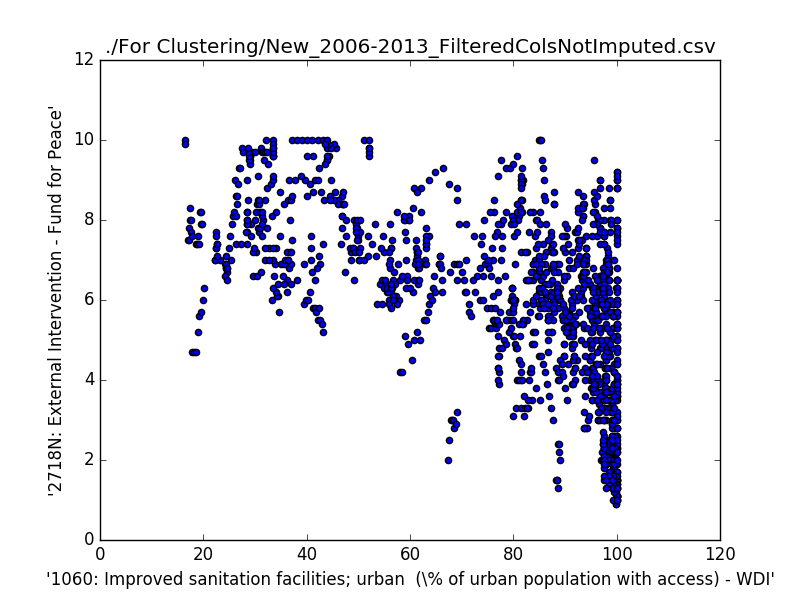 ./For Clustering/New_2006-2013_FilteredColsNotImputed.csv
12
10
8
6
4
2
0
'2718N: External Intervention - Fund for Peace'
0 20 40 60 80 100 120
'1060: Improved sanitation facilities; urban (\% of urban population with access) - WDI'